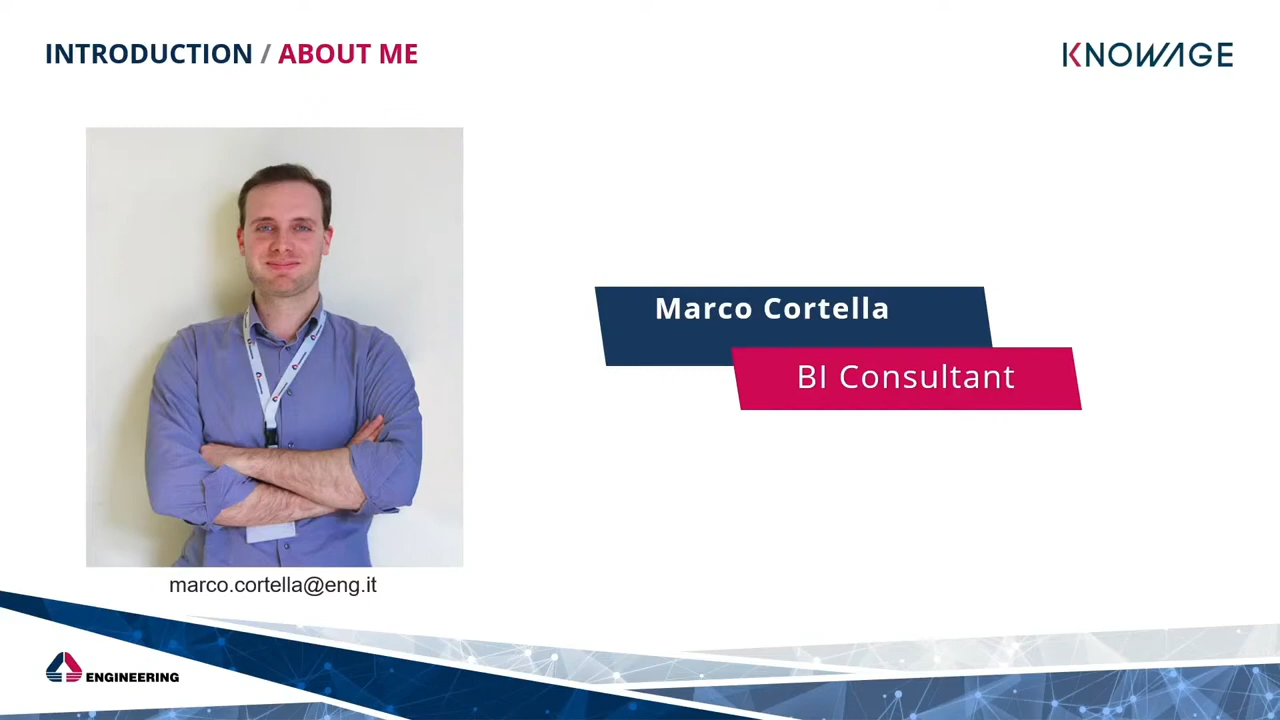 INTRODUCTION / ABOUT ME
KNOWAGE
Marco Cortella
BI Consultant
marco.cortella@eng.it
ENGINEERING